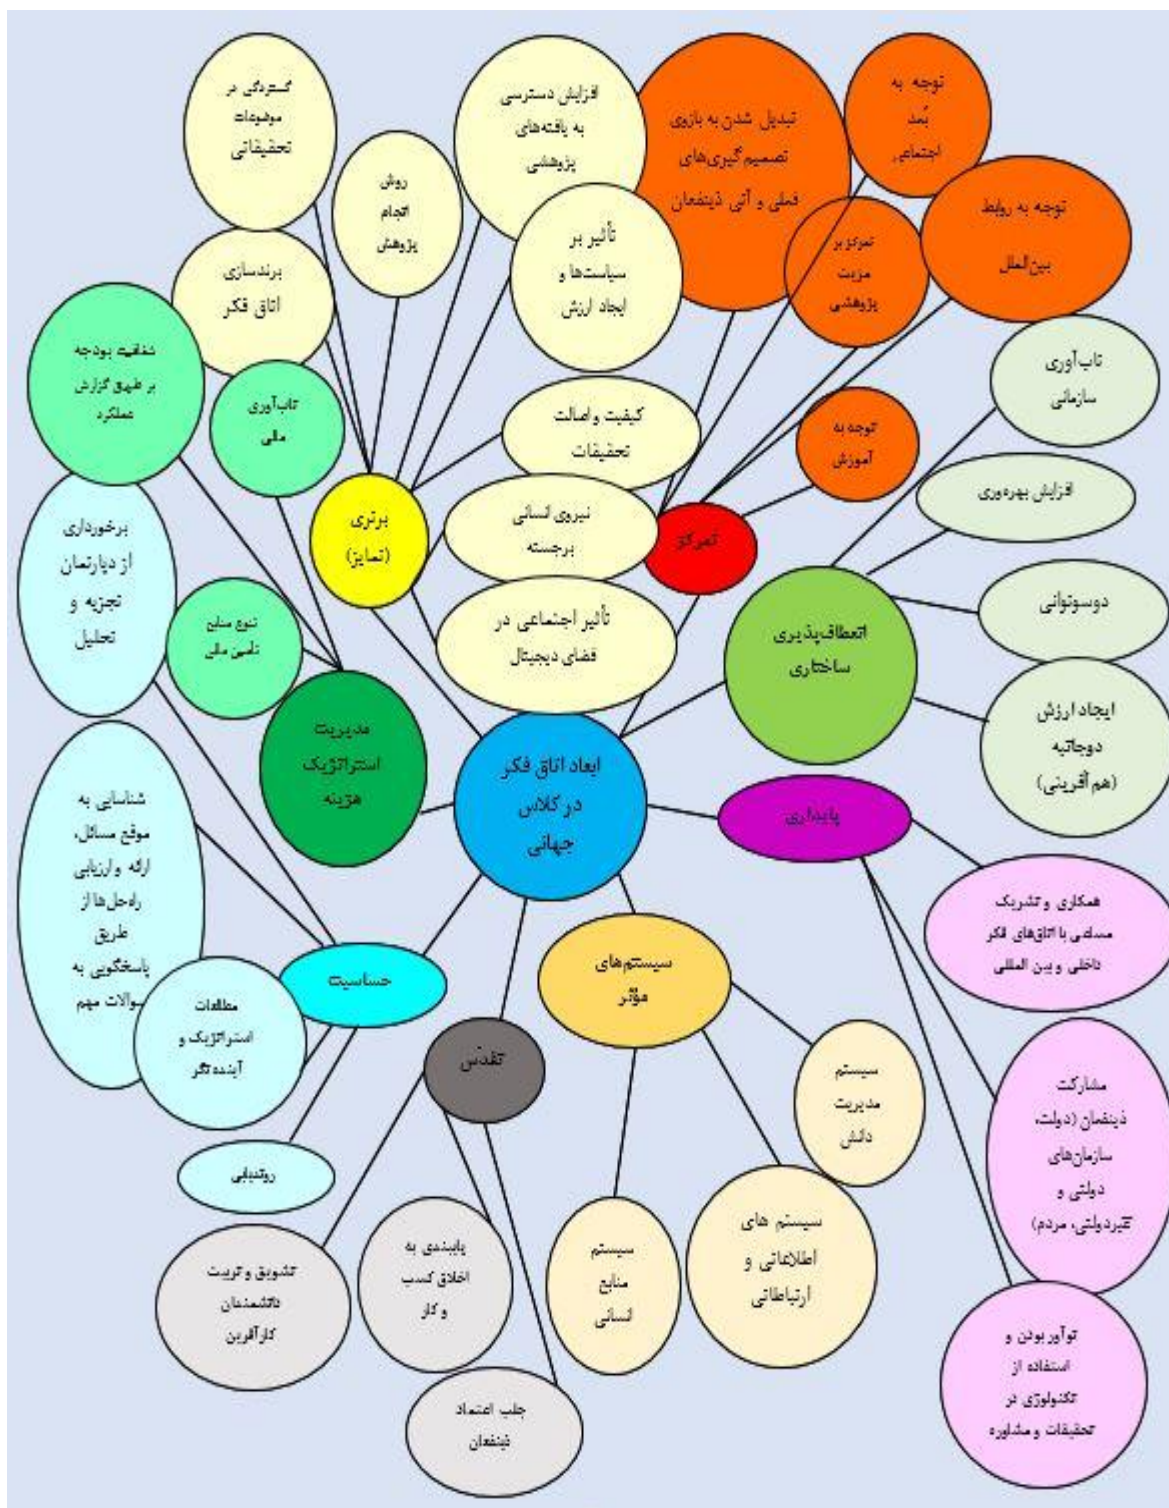 گستردگی در
موضوعات
تحقیقاتی
روش
انجام
پژوهش
افزایش دسترسی
به یافته‌های
پژوهشی
تبدیل شدن به بازوی
تصمیم‌گیری‌های
فعلی و آتی ذینفعان
توجه به
بُعد
اجتماعی
توجه به روابط
بین‌الملل
تمرکز بر
مزیت
پژوهشی
تأثیر بر
سیاست‌ها و
ایجاد ارزش
برندسازی
اتاق فکر
شفافیت بودجه
بر طبق گزارش
عملکرد
تاب‌آوری
مالی
کیفیت و اصالت
تحقیقات
توجه به
آموزش
تاب‌آوری
سازمانی
افزایش بهره‌وری
برتری
(تمایز)
نیروی انسانی
برجسته
تمرکز
برخورداری
از دپارتمان
تجزیه و
تحلیل
تنوع منابع
تأمین مالی
تأثیر اجتماعی در
فضای دیجیتال
انعطاف‌پذیری
ساختاری
دوسوتوانی
ایجاد ارزش
دوجانبه
(هم‌آفرینی)
مدیریت
استراتژیک
هزینه
ابعاد اتاق فکر
در کلاس
جهانی
پایداری
شناسایی به
موقع مسائل،
ارائه و ارزیابی
راه‌حل‌ها از
طریق
پاسخگویی به
سوالات مهم
همکاری و تشریک
مساعی با اتاق‌های فکر
داخلی و بین المللی
حساسیت
سیستم‌های
مؤثر
مطالعات
استراتژیک و
آینده‌نگر
تقدّس
سیستم
مدیریت
دانش
مشارکت
ذینفعان (دولت،
سازمان‌های
دولتی و
غیردولتی، مردم)
روندیابی
تشویق و تربیت
دانشمندان
کارآفرین
پایبندی به
اخلاق کسب
و کار
سیستم
منابع
انسانی
سیستم های
اطلاعاتی و
ارتباطاتی
نوآور بودن و
استفاده از
تکنولوژی در
تحقیقات و مشاوره
جلب اعتماد
ذینفعان